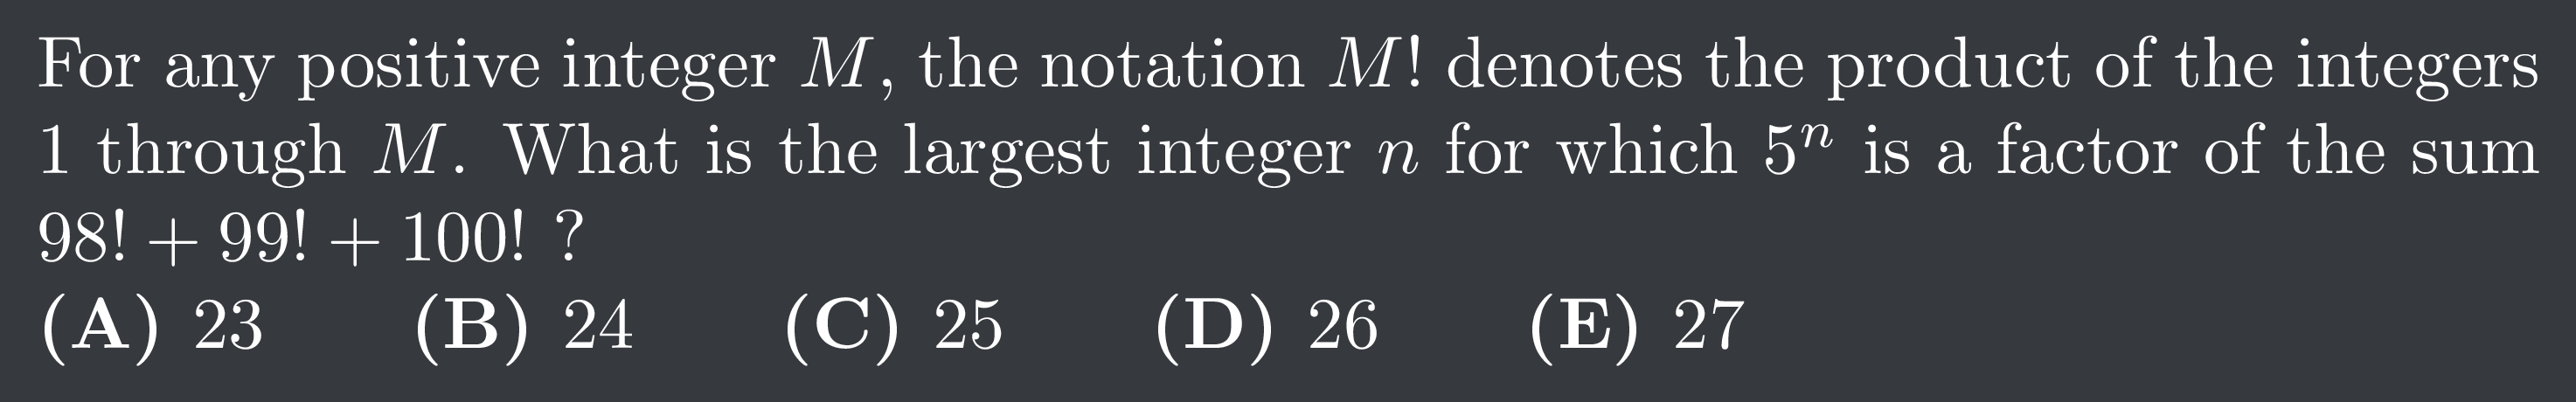 For any positive integer M, the notation M! denotes the product of the integers
1 through M. What is the largest integer n for which 5ⁿ is a factor of the sum
98! + 99! + 100! ?
(A) 23 (B) 24 (C) 25 (D) 26 (E) 27